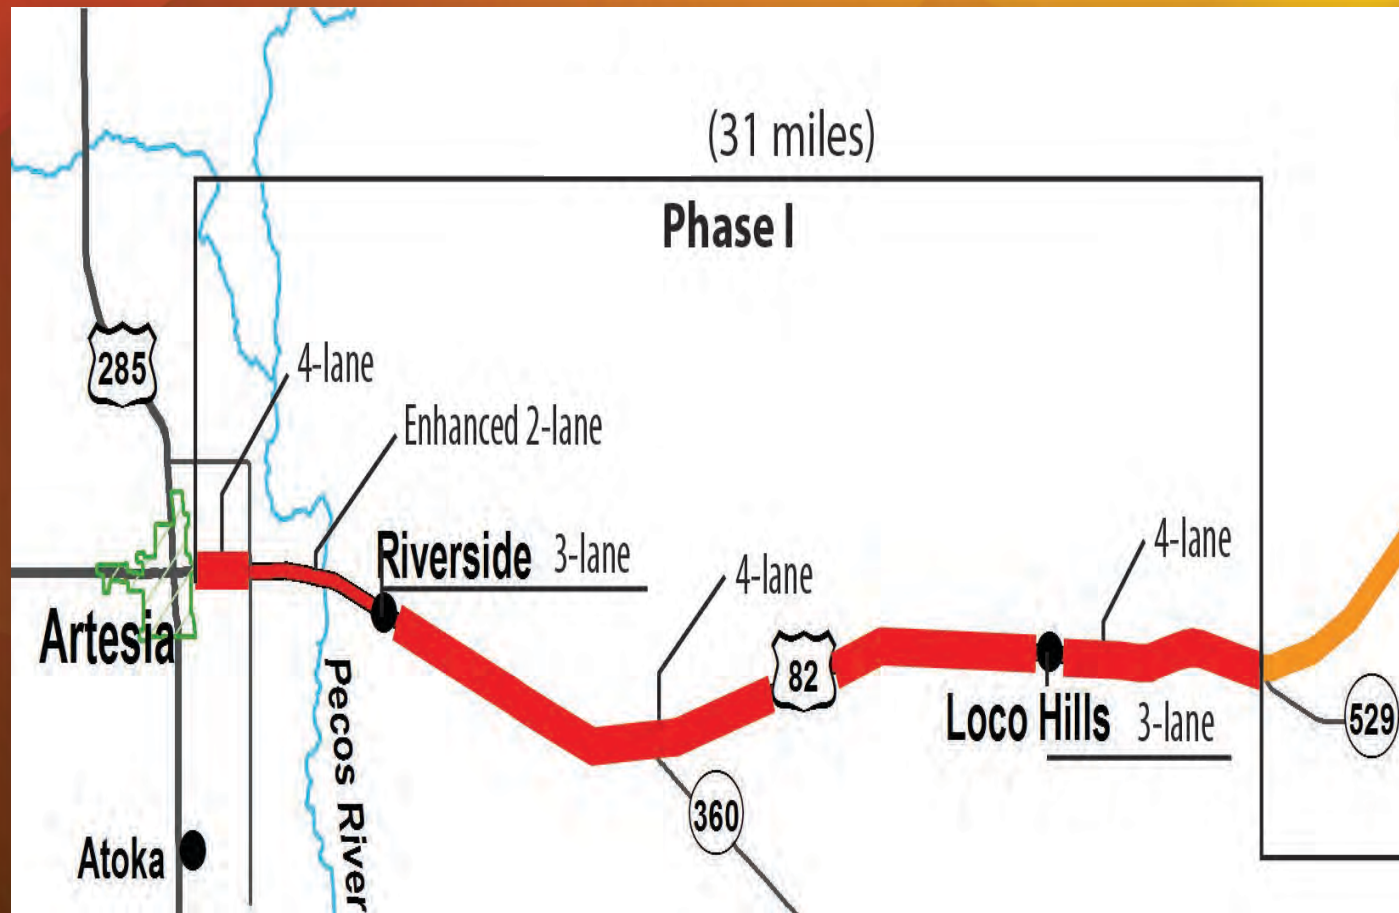 (31 miles)
Phase I
285
4-lane
Enhanced 2-lane
Riverside 3-lane
4-lane
4-lane
Artesia
82
Pecos River
Loco Hills 3-lane
529
360
Atoka